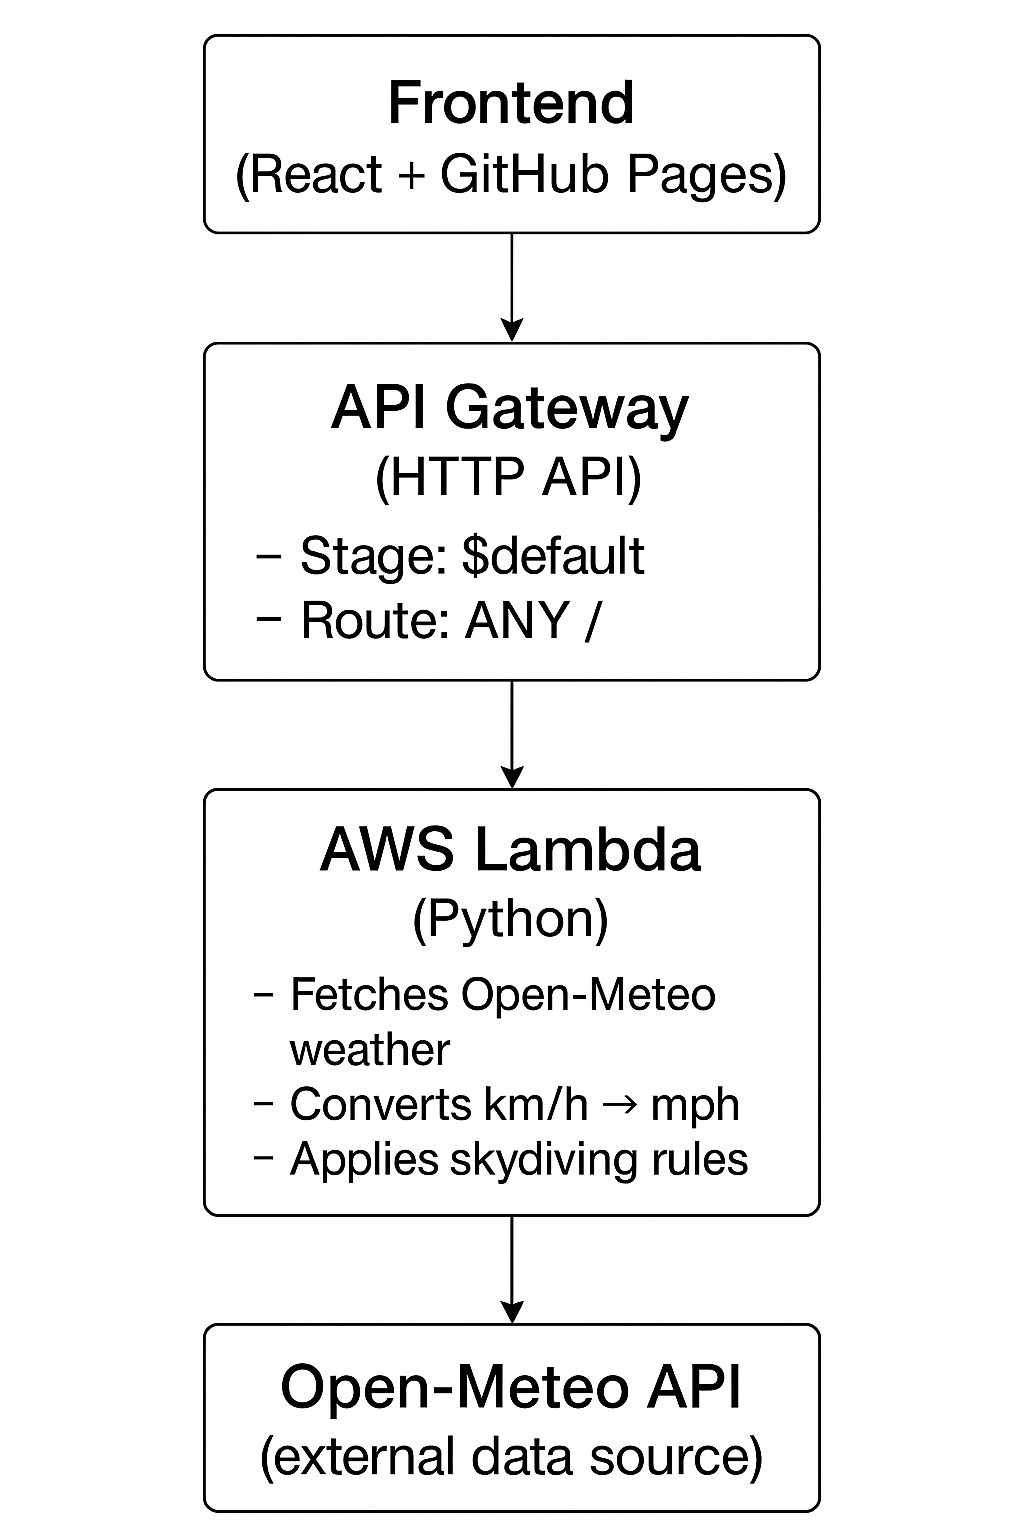 Frontend
(React + GitHub Pages)
API Gateway
(HTTP API)
– Stage: $default
– Route: ANY /
AWS Lambda
(Python)
– Fetches Open-Meteo
weather
– Converts km/h → mph
– Applies skydiving rules
Open-Meteo API
(external data source)